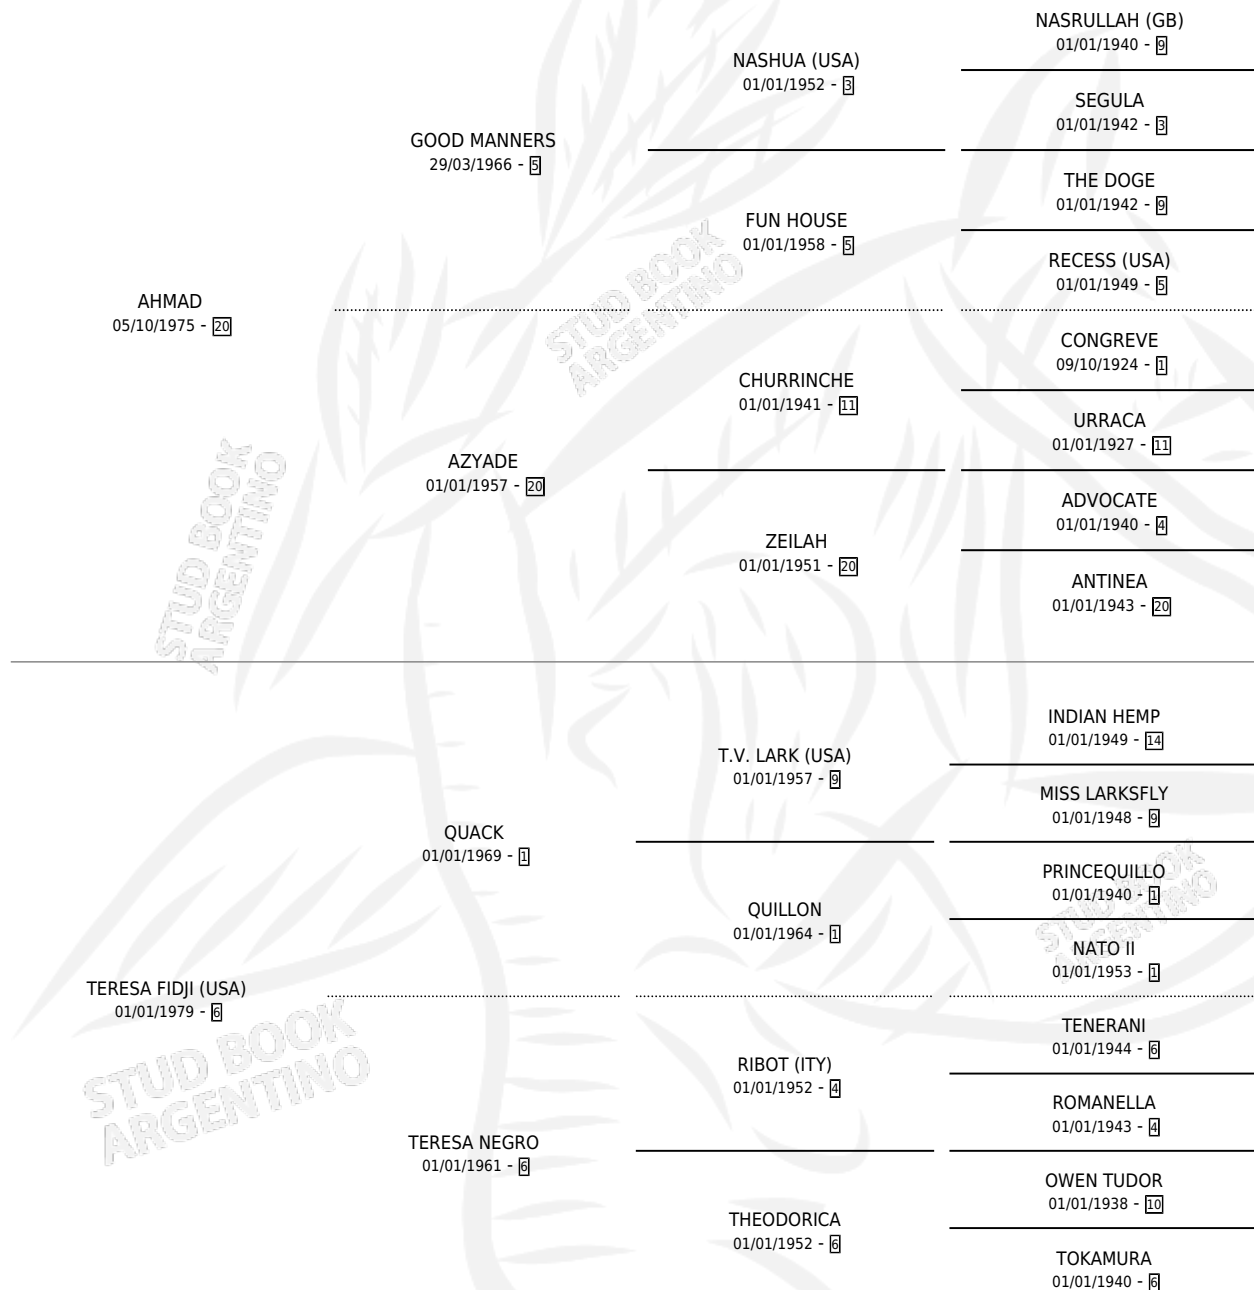 NASRULLAH (GB)
01/01/1940 - 9
NASHUA (USA)
01/01/1952 - 3
SEGULA
01/01/1942 - 3
GOOD MANNERS
29/03/1966 - 5
THE DOGE
01/01/1942 - 9
FUN HOUSE
01/01/1958 - 5
RECESS (USA)
01/01/1949 - 5
AHMAD
05/10/1975 - 20
CONGREVE
09/10/1924 - 1
CHURRINCHE
01/01/1941 - 11
URRACA
01/01/1927 - 11
AZYADE
01/01/1957 - 20
ADVOCATE
01/01/1940 - 4
ZEILAH
01/01/1951 - 20
ANTINEA
01/01/1943 - 20
INDIAN HEMP
01/01/1949 - 14
T.V. LARK (USA)
01/01/1957 - 9
MISS LARKSFLY
01/01/1948 - 9
QUACK
01/01/1969 - 1
PRINCEQUILLO
01/01/1940 - 1
QUILLON
01/01/1964 - 1
NATO II
01/01/1953 - 1
TERESA FIDJI (USA)
01/01/1979 - 6
TENERANI
01/01/1944 - 6
RIBOT (ITY)
01/01/1952 - 4
ROMANELLA
01/01/1943 - 4
TERESA NEGRO
01/01/1961 - 6
OWEN TUDOR
01/01/1938 - 10
THEODORICA
01/01/1952 - 6
TOKAMURA
01/01/1940 - 6
STUD BOOK
ARGENTINO
STUD BOOK
ARGENTINO
STUD BOOK
ARGENTINO
STUD BOOK
ARGENTINO